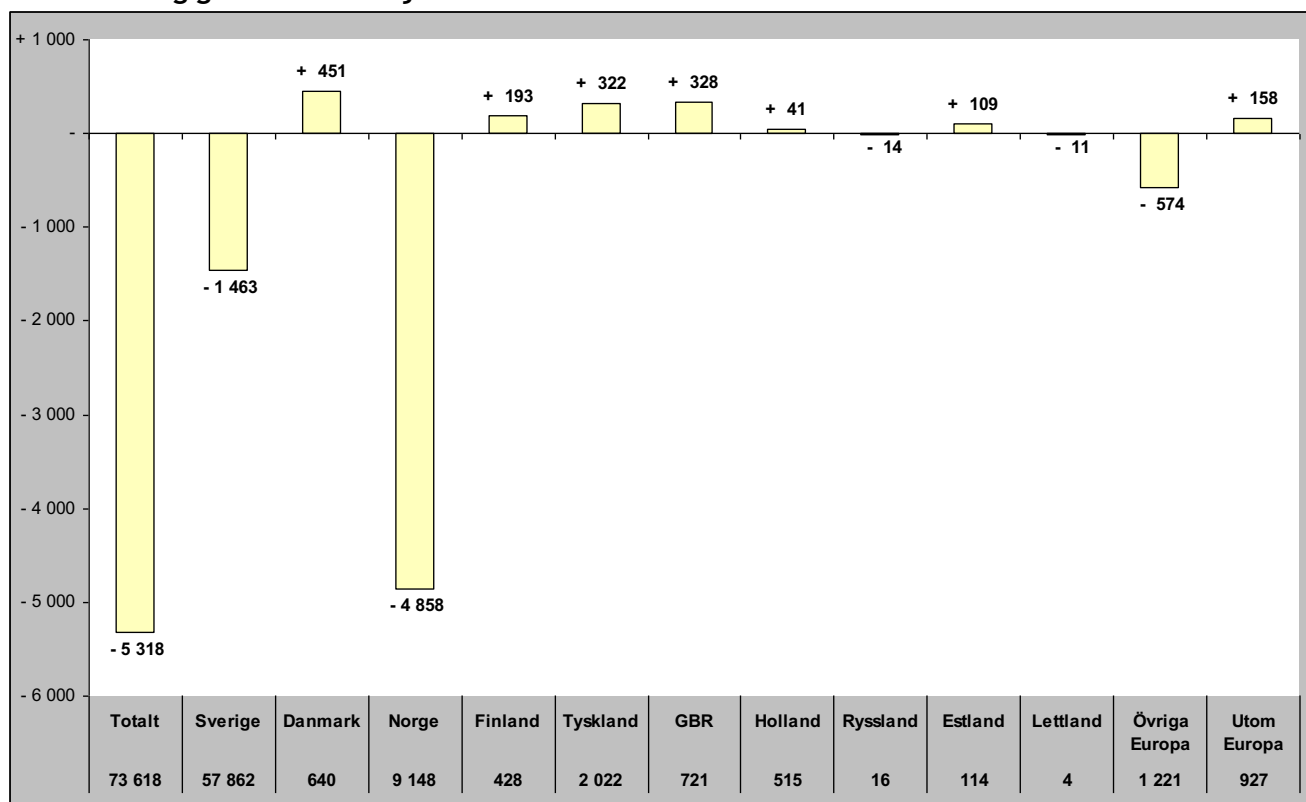 + 1 000
-
- 1 000
- 2 000
- 3 000
- 4 000
- 5 000
- 6 000
- 5 318
- 1 463
+ 451
- 4 858
+ 193
+ 322
+ 328
+ 41
- 14
+ 109
- 11
- 574
+ 158
Totalt Sverige Danmark Norge Finland Tyskland GBR Holland Ryssland Estland Lettland Övriga Europa Utom Europa
73 618 57 862 640 9 148 428 2 022 721 515 16 114 4 1 221 927